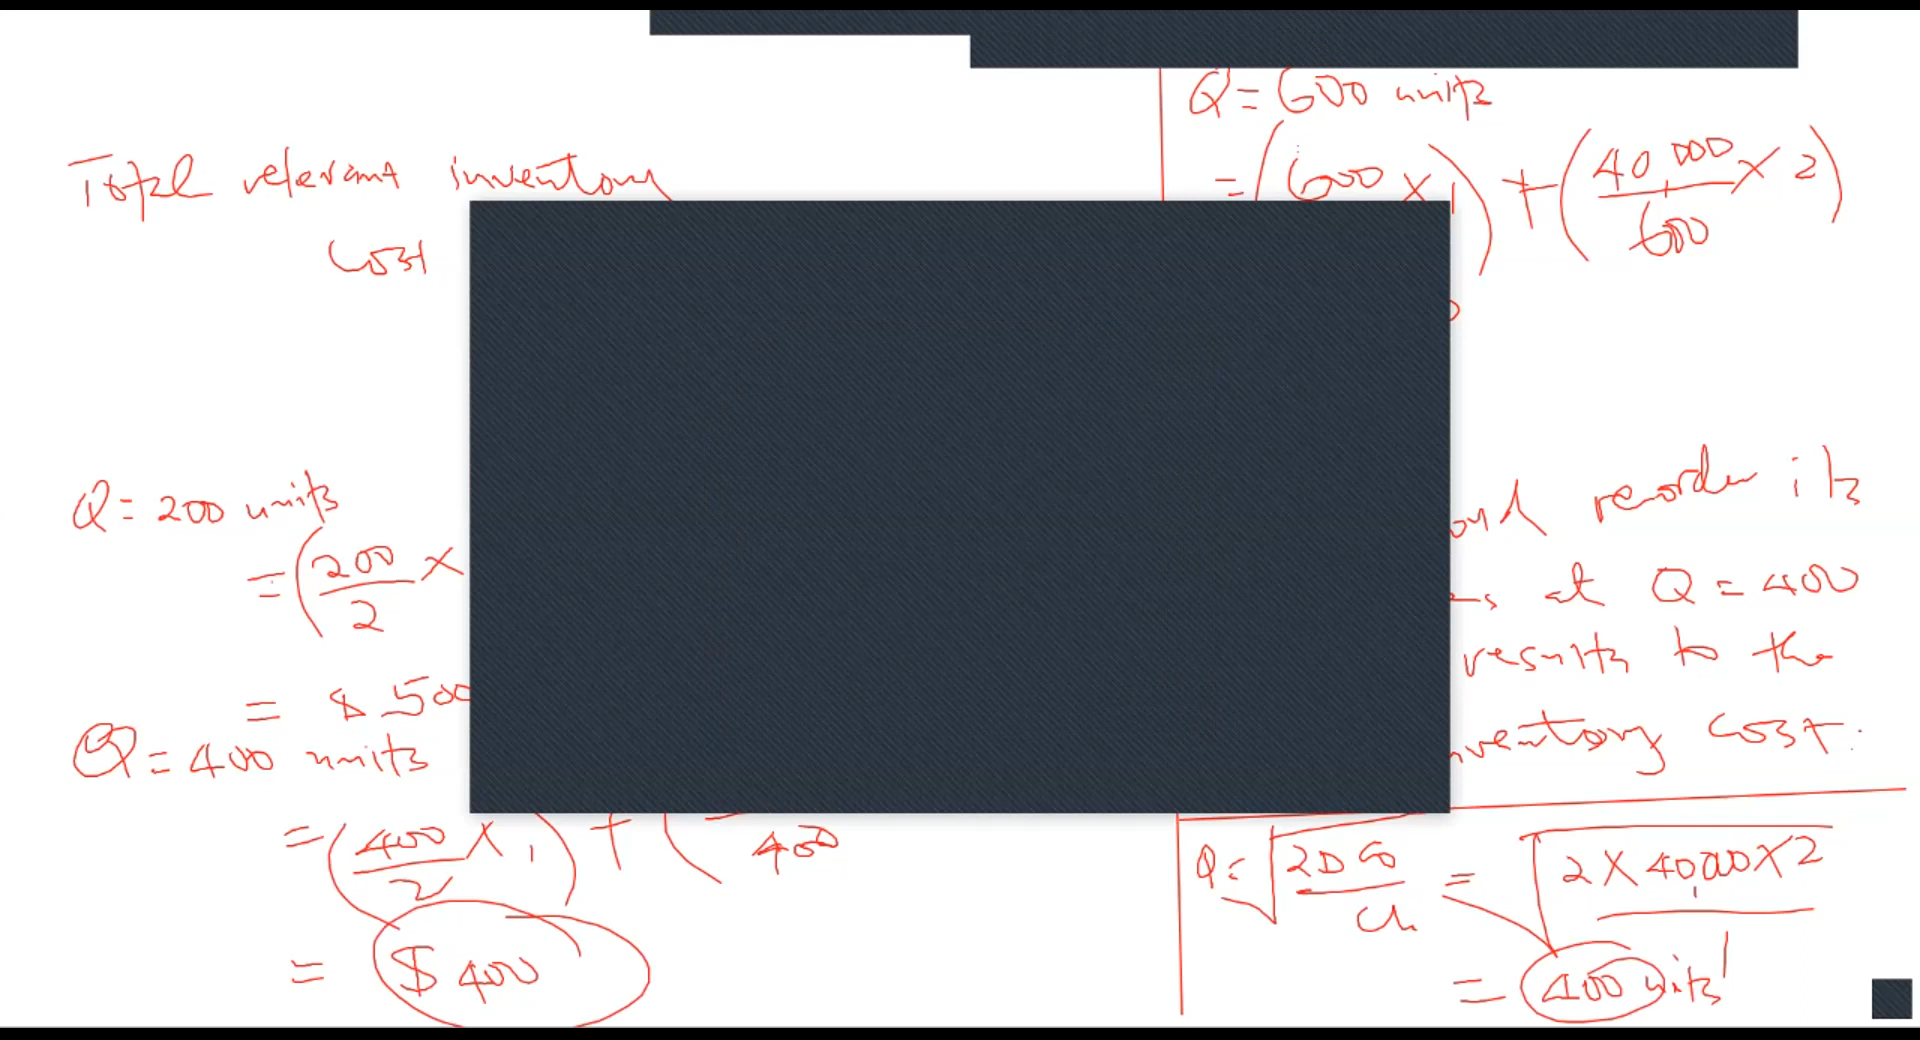 Total relevant inventory
Cost
Q = 200 units
= (200/2 ×
= $ 500
Q = 400 units
= (400/2 × 1) + ( 400
= $ 400
Q = 600 units
= (600 × 1) + (40,000/600 × 2)
reorder its
at Q = 400
results to the
cost.
Q = √2DCo/Ch = √2×40,000×2/1
= 400 units